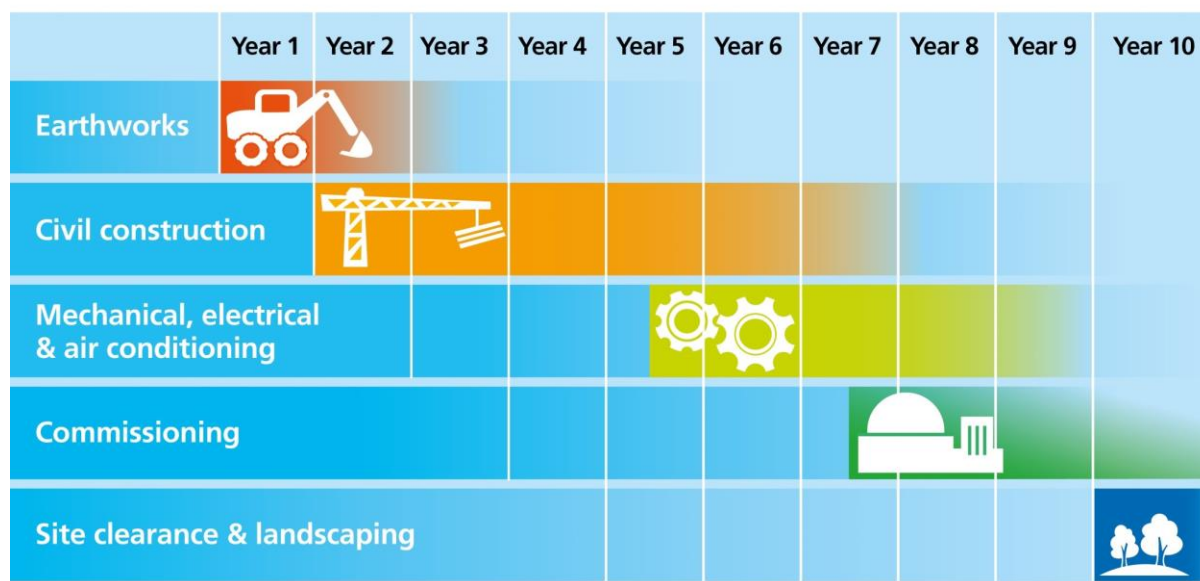 Year 1 Year 2 Year 3 Year 4 Year 5 Year 6 Year 7 Year 8 Year 9 Year 10
Earthworks
Civil construction
Mechanical, electrical
& air conditioning
Commissioning
Site clearance & landscaping